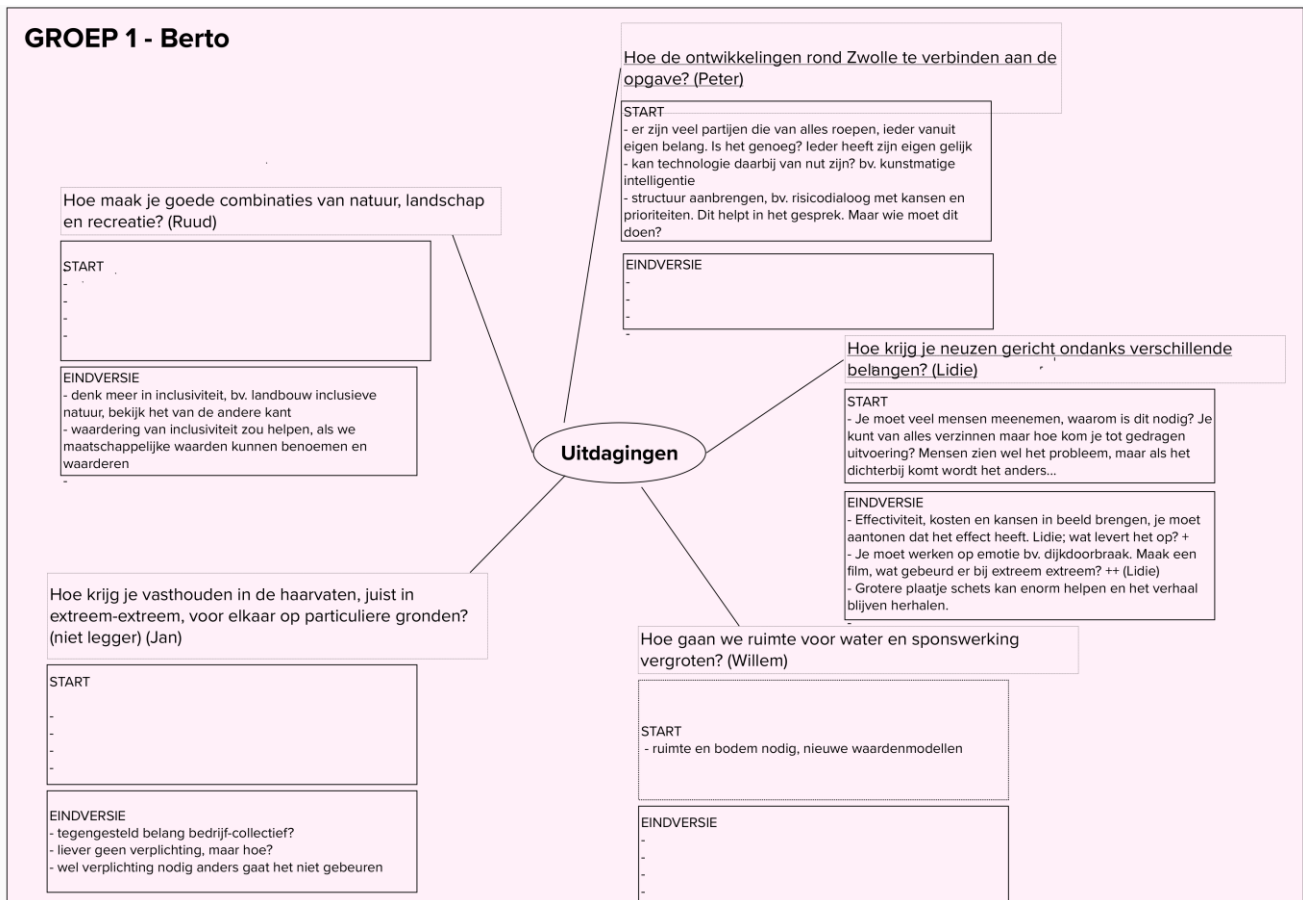 GROEP 1 - Berto
Hoe de ontwikkelingen rond Zwolle te verbinden aan de
opgave? (Peter)
START
- er zijn veel partijen die van alles roepen, ieder vanuit
eigen belang. Is het genoeg? Ieder heeft zijn eigen gelijk
- kan technologie daarbij van nut zijn? bv. kunstmatige
intelligentie
- structuur aanbrengen, bv. risicodialoog met kansen en
prioriteiten. Dit helpt in het gesprek. Maar wie moet dit
doen?
EINDVERSIE
-
-
-
-
Hoe maak je goede combinaties van natuur, landschap
en recreatie? (Ruud)
START
-
-
-
-
EINDVERSIE
- denk meer in inclusiviteit, bv. landbouw inclusieve
natuur, bekijk het van de andere kant
- waardering van inclusiviteit zou helpen, als we
maatschappelijke waarden kunnen benoemen en
waarderen
-
Hoe krijg je neuzen gericht ondanks verschillende
belangen? (Lidie)
START
- Je moet veel mensen meenemen, waarom is dit nodig? Je
kunt van alles verzinnen maar hoe kom je tot gedragen
uitvoering? Mensen zien wel het probleem, maar als het
dichterbij komt wordt het anders...
EINDVERSIE
- Effectiviteit, kosten en kansen in beeld brengen, je moet
aantonen dat het effect heeft. Lidie; wat levert het op? +
- Je moet werken op emotie bv. dijkdoorbraak. Maak een
film, wat gebeurd er bij extreem extreem? ++ (Lidie)
- Grotere plaatje schets kan enorm helpen en het verhaal
blijven herhalen.
-
Uitdagingen
Hoe krijg je vasthouden in de haarvaten, juist in
extreem-extreem, voor elkaar op particuliere gronden?
(niet legger) (Jan)
START
-
-
-
-
EINDVERSIE
- tegengesteld belang bedrijf-collectief?
- liever geen verplichting, maar hoe?
- wel verplichting nodig anders gaat het niet gebeuren
Hoe gaan we ruimte voor water en sponswerking
vergroten? (Willem)
START
- ruimte en bodem nodig, nieuwe waardenmodellen
EINDVERSIE
-
-
-
-